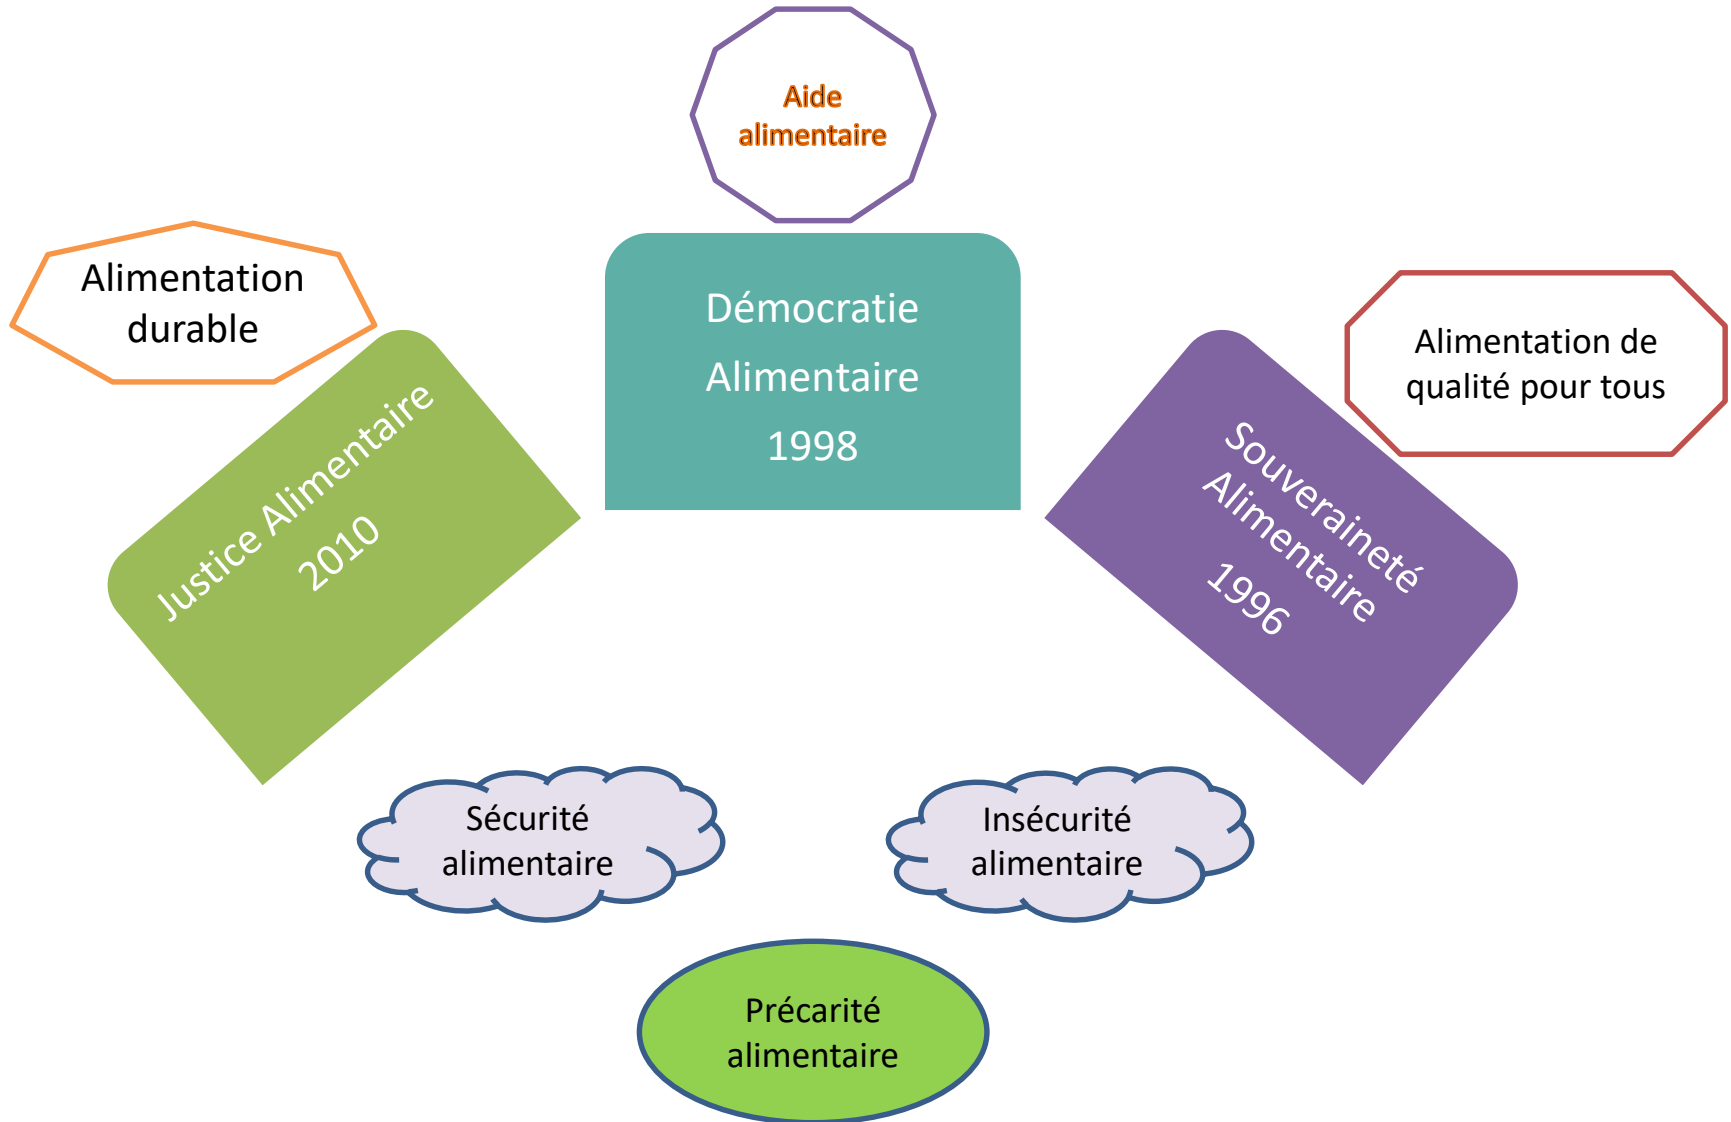 Aide
alimentaire
Alimentation
durable
Démocratie
Alimentaire
1998
Alimentation de
qualité pour tous
Justice Alimentaire
2010
Souveraineté
Alimentaire
1996
Sécurité
alimentaire
Insécurité
alimentaire
Précarité
alimentaire